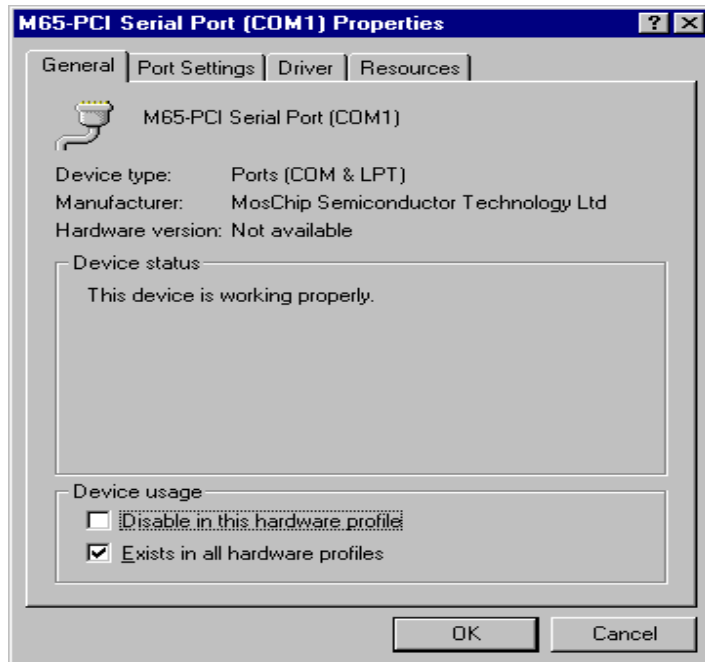 M65-PCI Serial Port (COM1) Properties
General Port Settings Driver Resources
M65-PCI Serial Port (COM1)
Device type: Ports (COM & LPT)
Manufacturer: MosChip Semiconductor Technology Ltd
Hardware version: Not available
Device status
This device is working properly.
Device usage
Disable in this hardware profile
Exists in all hardware profiles
OK Cancel